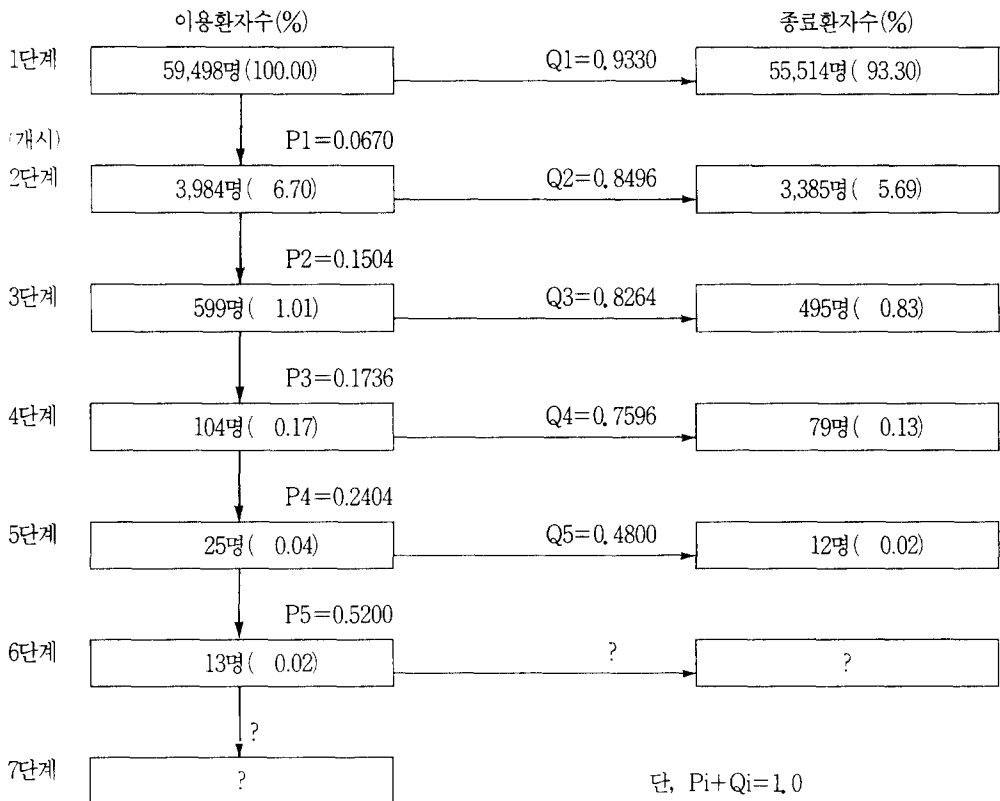 이용환자수(%) 종료환자수(%)
1단계 59,498명(100.00) Q1=0.9330 55,514명( 93.30)
(개시) P1=0.0670
2단계 3,984명( 6.70) Q2=0.8496 3,385명( 5.69)
P2=0.1504
3단계 599명( 1.01) Q3=0.8264 495명( 0.83)
P3=0.1736
4단계 104명( 0.17) Q4=0.7596 79명( 0.13)
P4=0.2404
5단계 25명( 0.04) Q5=0.4800 12명( 0.02)
P5=0.5200
6단계 13명( 0.02) ? ?
?
7단계 ? 단, Pi+Qi=1.0